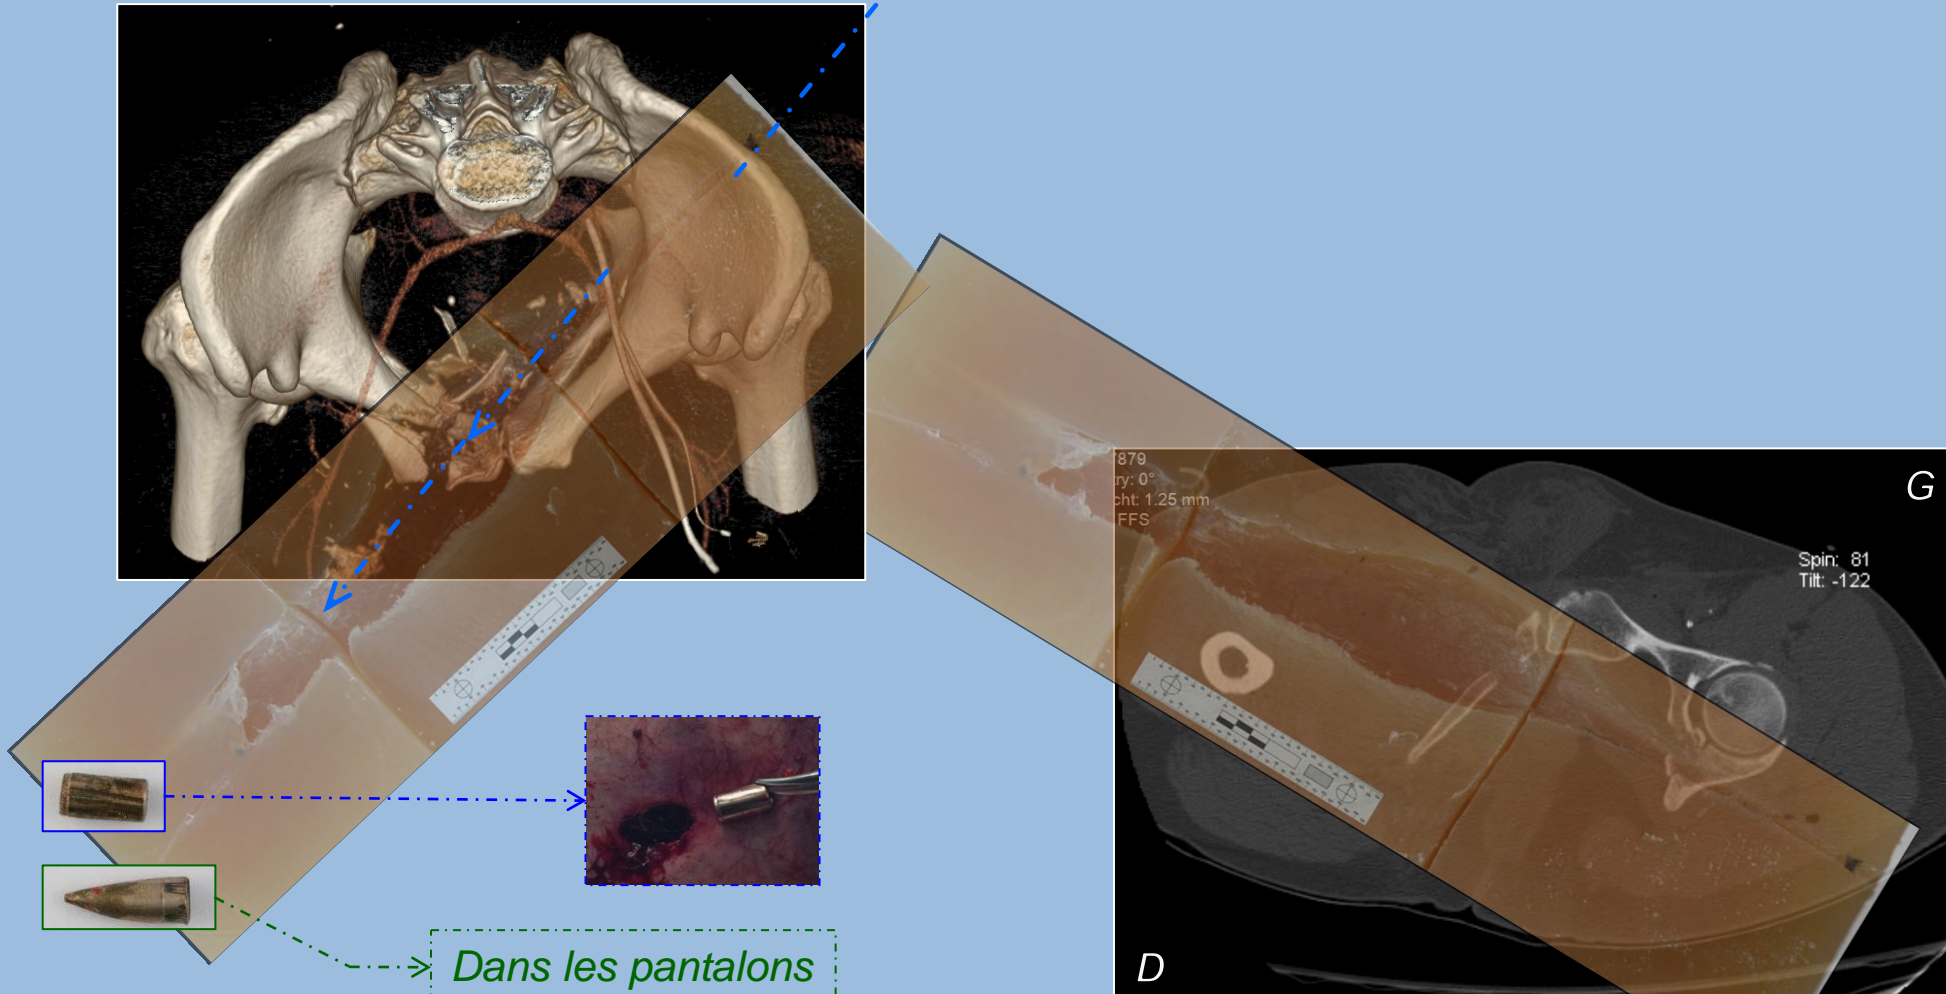 879
ry: 0°
cht: 1.25 mm
FFS
G
Spin: 81
Tilt: -122
D
Dans les pantalons